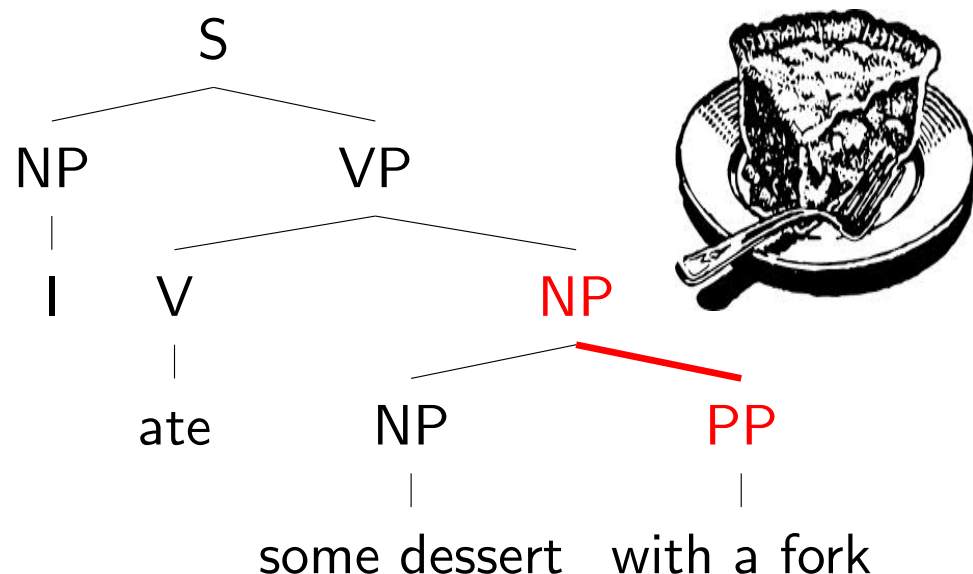 S
NP VP
I V NP
ate NP PP
some dessert with a fork